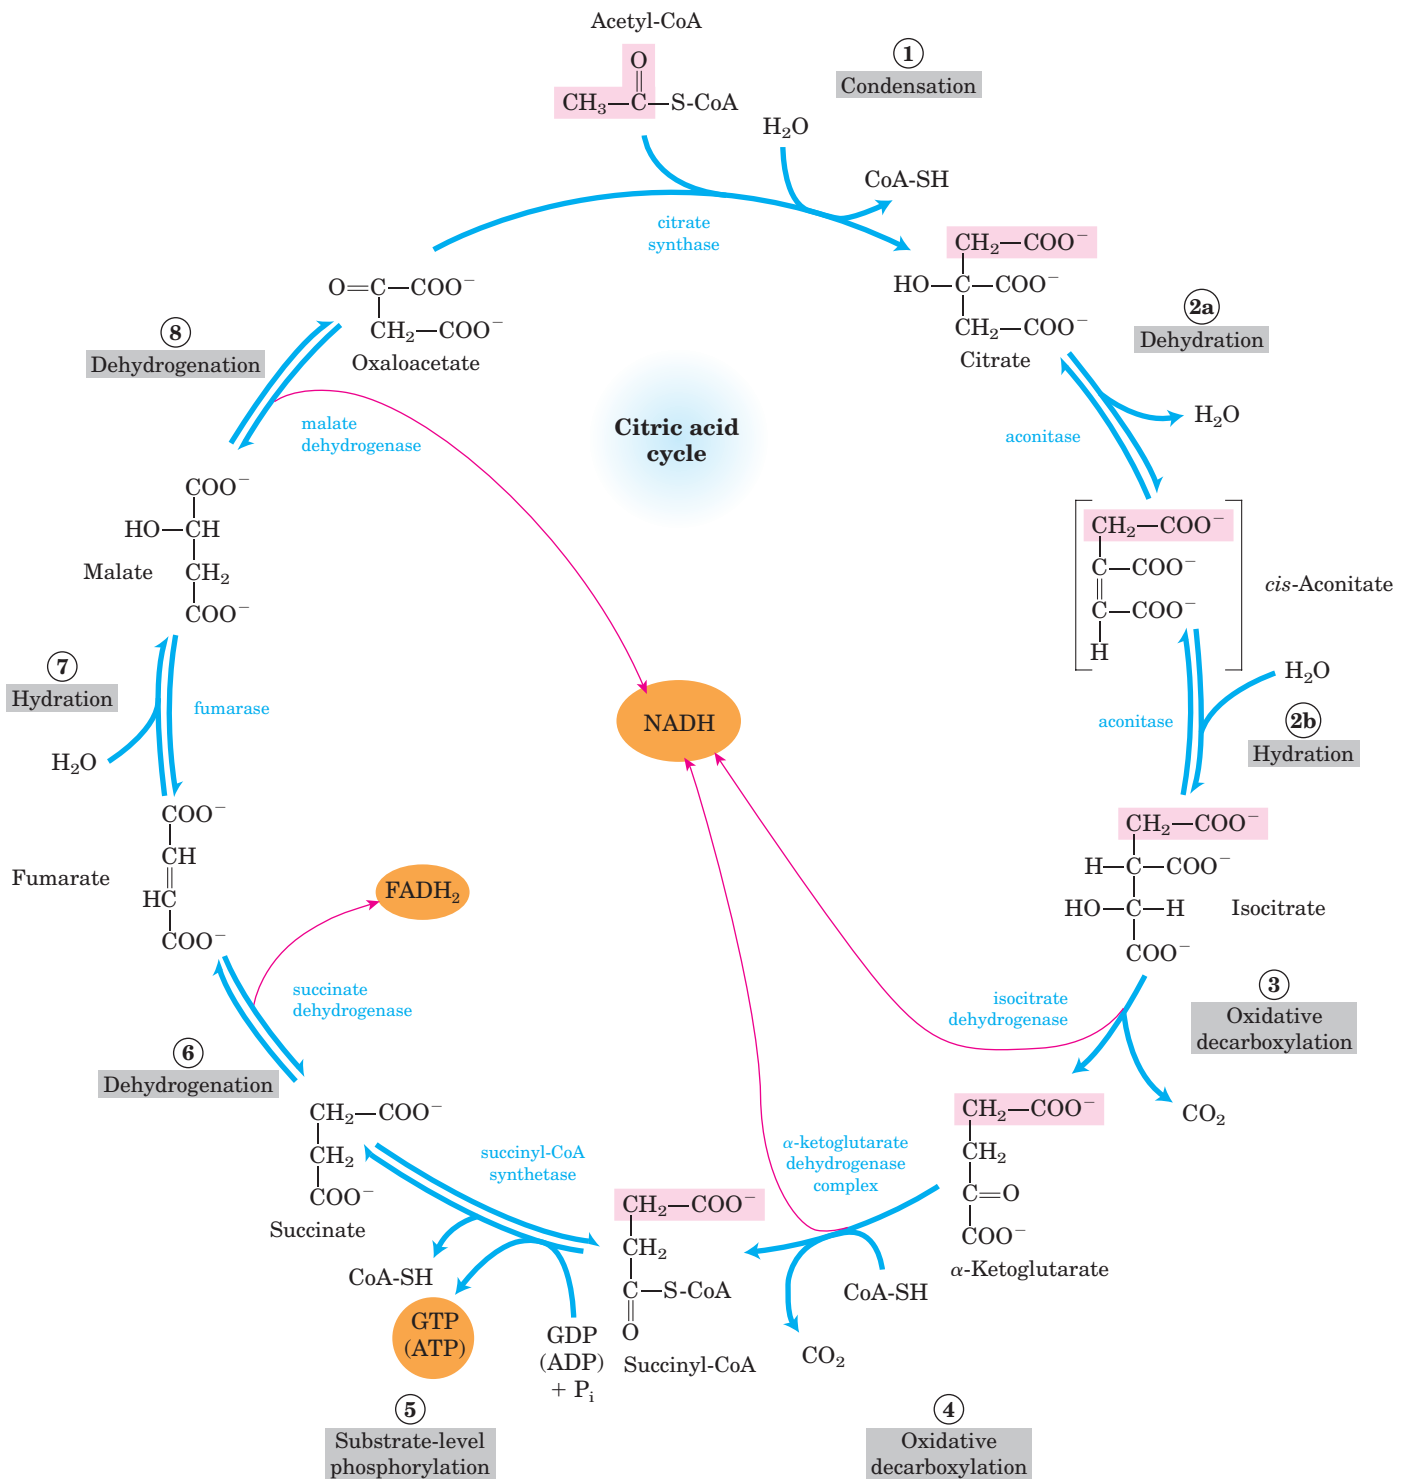 Acetyl-CoA
O
CH₃—C—S-CoA
H₂O
CoA-SH
1
Condensation
citrate
synthase
CH₂—COO⁻
HO—C—COO⁻
CH₂—COO⁻
Citrate
2a
Dehydration
H₂O
aconitase
CH₂—COO⁻
C—COO⁻
C—COO⁻
H
cis-Aconitate
H₂O
aconitase
2b
Hydration
CH₂—COO⁻
H—C—COO⁻
HO—C—H
COO⁻
Isocitrate
3
Oxidative
decarboxylation
isocitrate
dehydrogenase
CO₂
CH₂—COO⁻
CH₂
C=O
COO⁻
α-Ketoglutarate
α-ketoglutarate
dehydrogenase
complex
CoA-SH
CO₂
4
Oxidative
decarboxylation
CH₂—COO⁻
CH₂
C—S-CoA
O
Succinyl-CoA
succinyl-CoA
synthetase
GDP
(ADP)
+ Pᵢ
GTP
(ATP)
CoA-SH
5
Substrate-level
phosphorylation
CH₂—COO⁻
CH₂
COO⁻
Succinate
6
Dehydrogenation
succinate
dehydrogenase
FADH₂
COO⁻
CH
HC
COO⁻
Fumarate
7
Hydration
H₂O
fumarase
COO⁻
HO—CH
CH₂
COO⁻
Malate
8
Dehydrogenation
malate
dehydrogenase
O=C—COO⁻
CH₂—COO⁻
Oxaloacetate
Citric acid
cycle
NADH